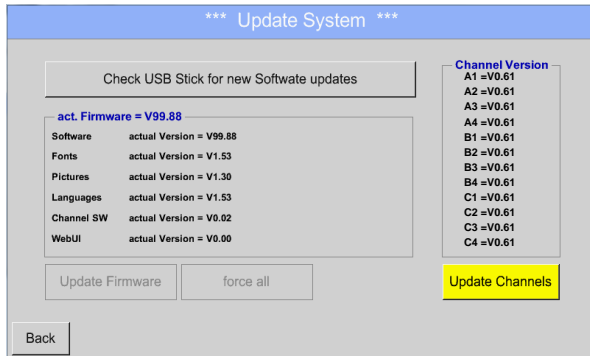 *** Update System ***
Check USB Stick for new Softwate updates
act. Firmware = V99.88
Software actual Version = V99.88
Fonts actual Version = V1.53
Pictures actual Version = V1.30
Languages actual Version = V1.53
Channel SW actual Version = V0.02
WebUI actual Version = V0.00
Update Firmware
force all
Channel Version
A1 =V0.61
A2 =V0.61
A3 =V0.61
A4 =V0.61
B1 =V0.61
B2 =V0.61
B3 =V0.61
B4 =V0.61
C1 =V0.61
C2 =V0.61
C3 =V0.61
C4 =V0.61
Update Channels
Back